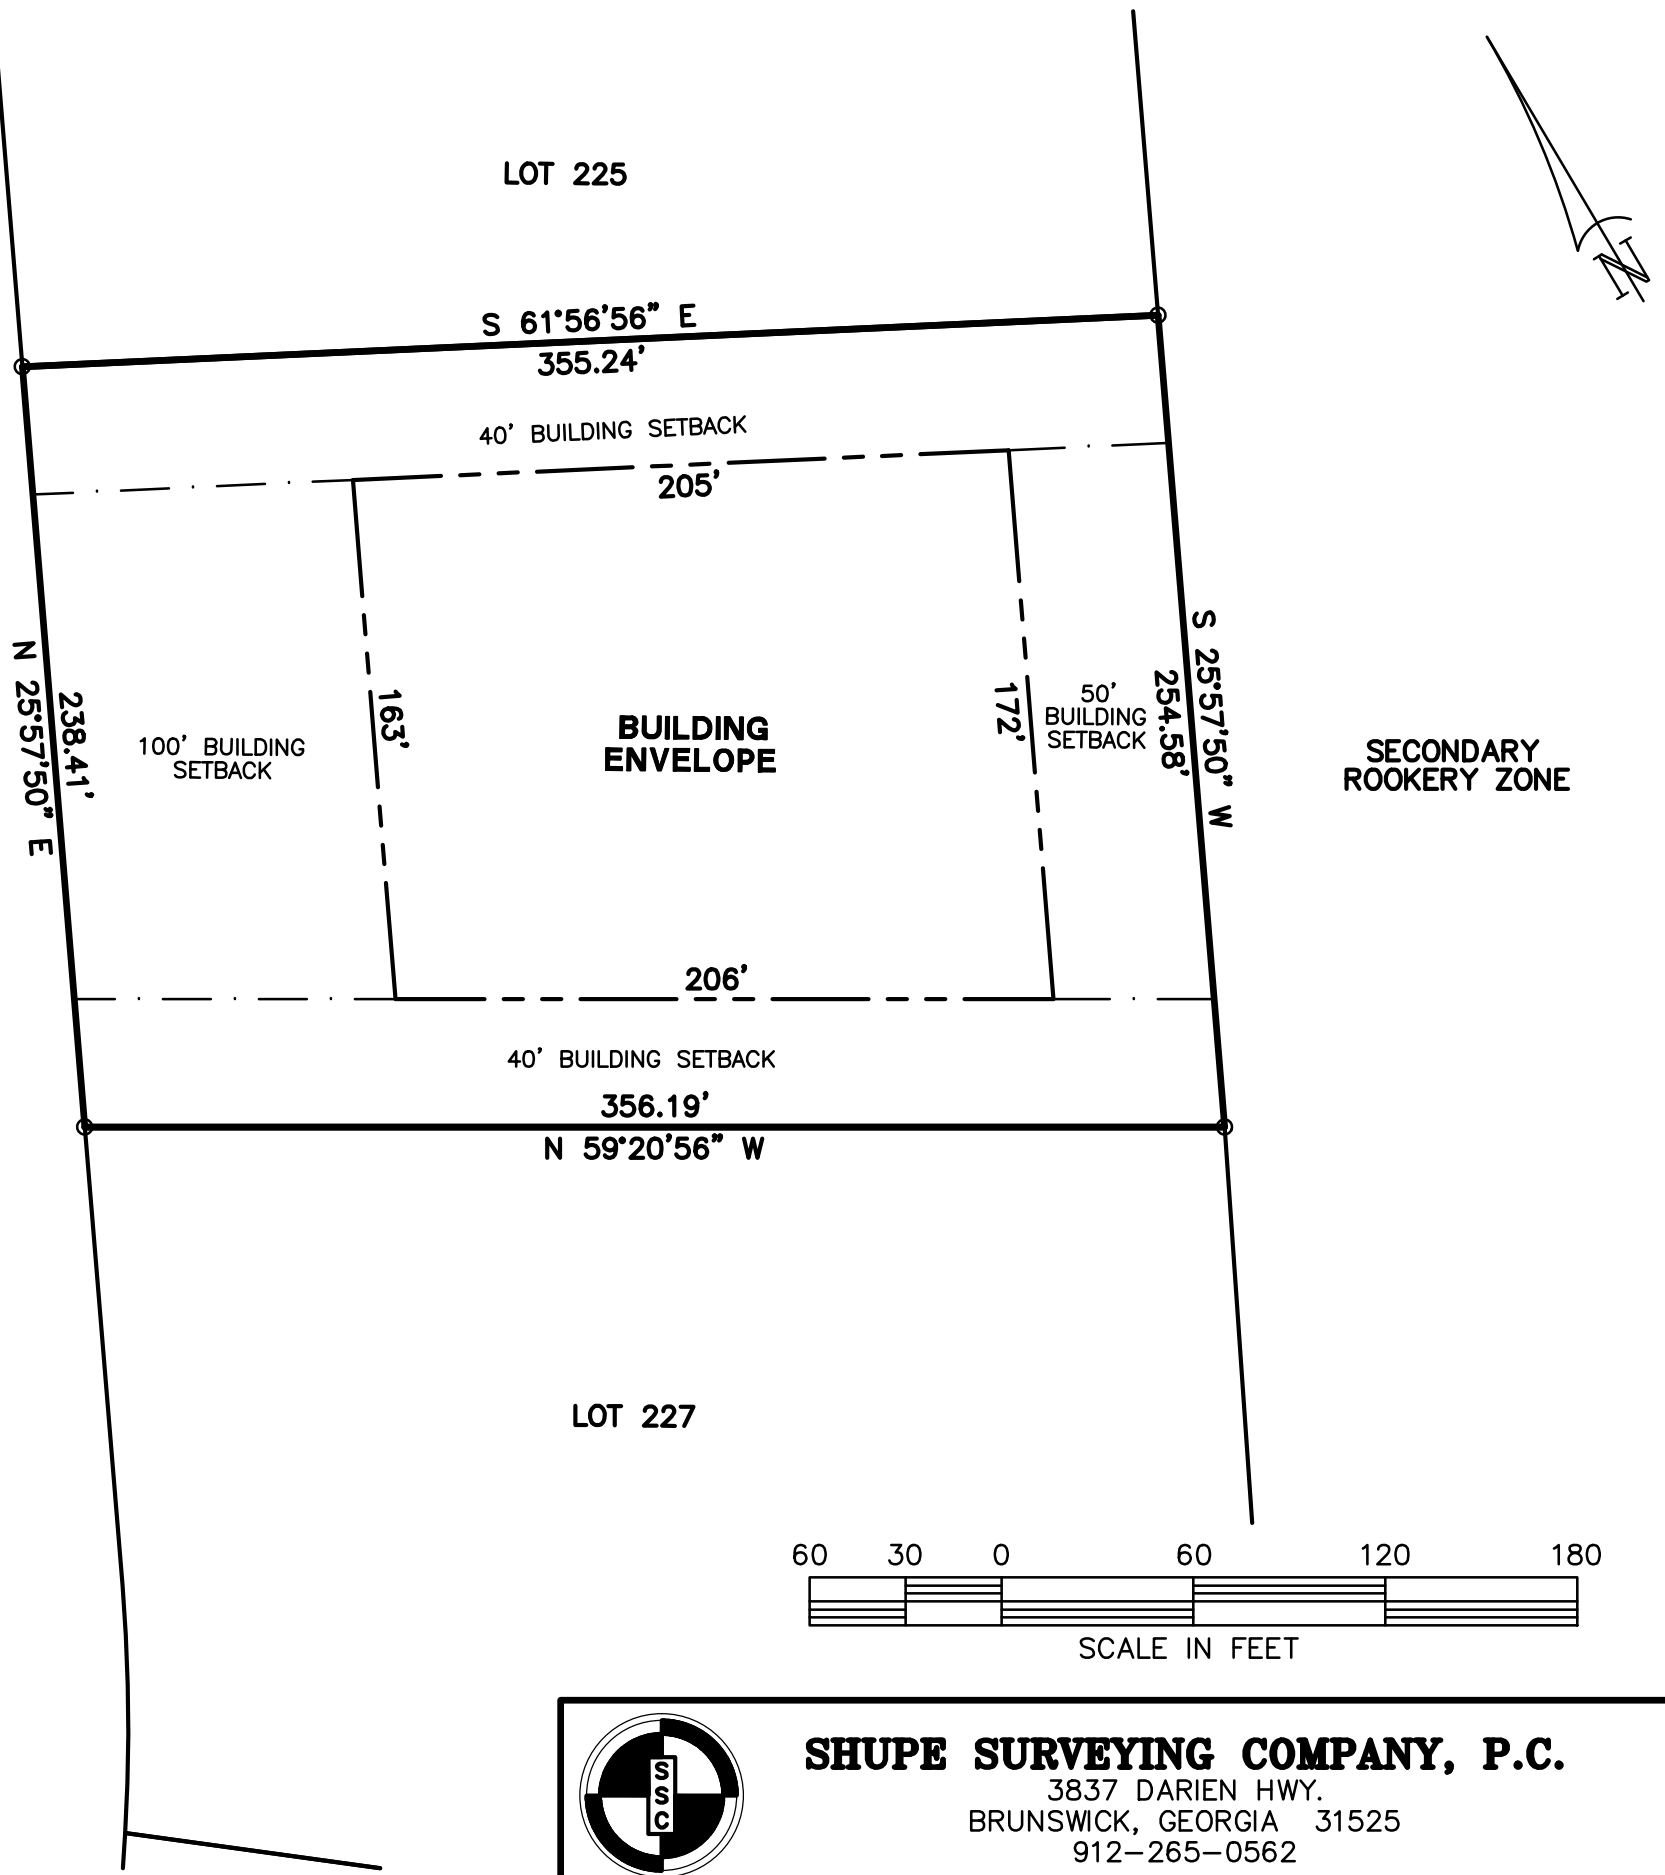 LOT 225
N
S 61°56'56" E
355.24'
40' BUILDING SETBACK
205'
N 25°57'50" E
238.41'
100' BUILDING
SETBACK
163'
BUILDING
ENVELOPE
172'
50'
BUILDING
SETBACK
254.58'
S 25°57'50" W
SECONDARY
ROOKERY ZONE
206'
40' BUILDING SETBACK
356.19'
N 59°20'56" W
LOT 227
60 30 0 60 120 180
SCALE IN FEET
S
S
C
SHUPE SURVEYING COMPANY, P.C.
3837 DARIEN HWY.
BRUNSWICK, GEORGIA 31525
912-265-0562